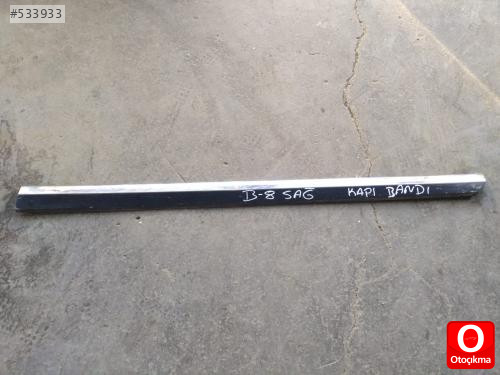 #533933
B-8 SAĞ KAPI BANDI
O
Otoçıkma